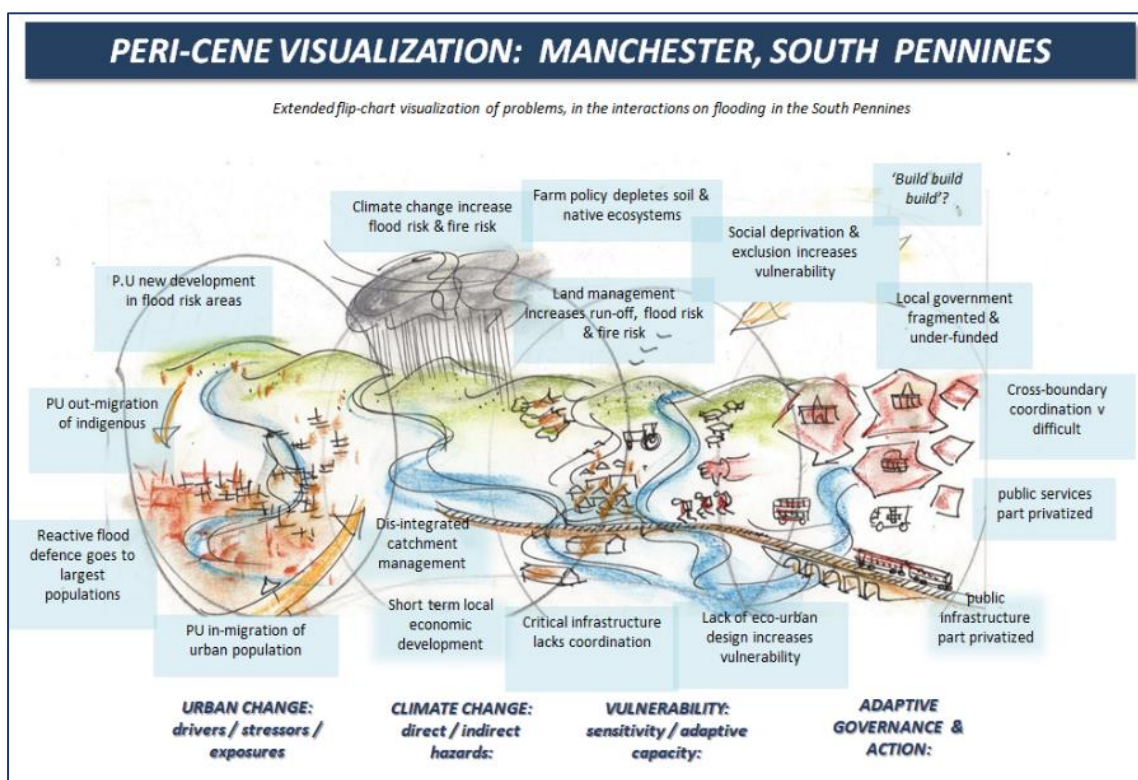 PERI-CENE VISUALIZATION: MANCHESTER, SOUTH PENNINES
Extended flip-chart visualization of problems, in the interactions on flooding in the South Pennines
'Build build
build'?
Climate change increase
flood risk & fire risk
Farm policy depletes soil &
native ecosystems
Social deprivation &
exclusion increases
vulnerability
P.U new development
in flood risk areas
Land management
increases run-off, flood risk
& fire risk
Local government
fragmented &
under-funded
PU out-migration
of indigenous
Cross-boundary
coordination v
difficult
public services
part privatized
Reactive flood
defence goes to
largest
populations
Dis-integrated
catchment
management
PU in-migration of
urban population
Short term local
economic
development
Critical infrastructure
lacks coordination
Lack of eco-urban
design increases
vulnerability
public
infrastructure
part privatized
URBAN CHANGE:
drivers / stressors /
exposures
CLIMATE CHANGE:
direct / indirect
hazards:
VULNERABILITY:
sensitivity / adaptive
capacity:
ADAPTIVE
GOVERNANCE &
ACTION: